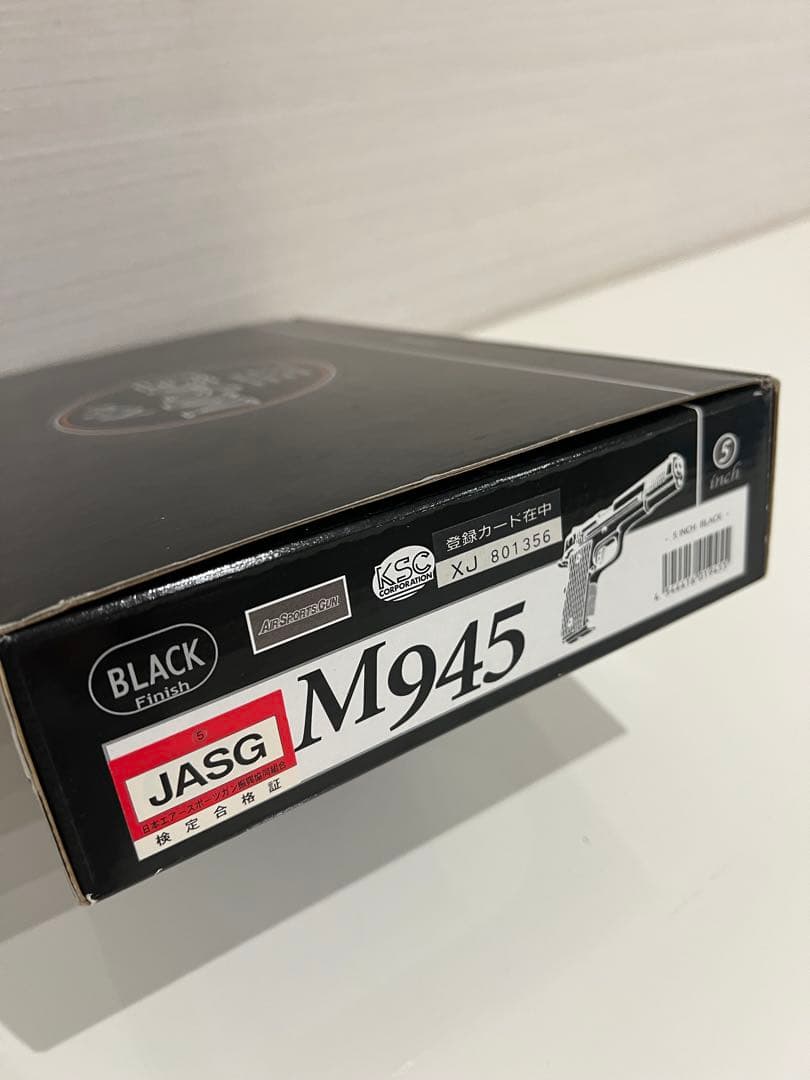 5
inch
登録カード在中
XJ 801356
- 5 INCH BLACK -
KSC
CORPORATION
AIRSPORTS GUN
BLACK
Finish
M945
5
JASG
日本エアースポーツガン振興協同組合
検定合格証